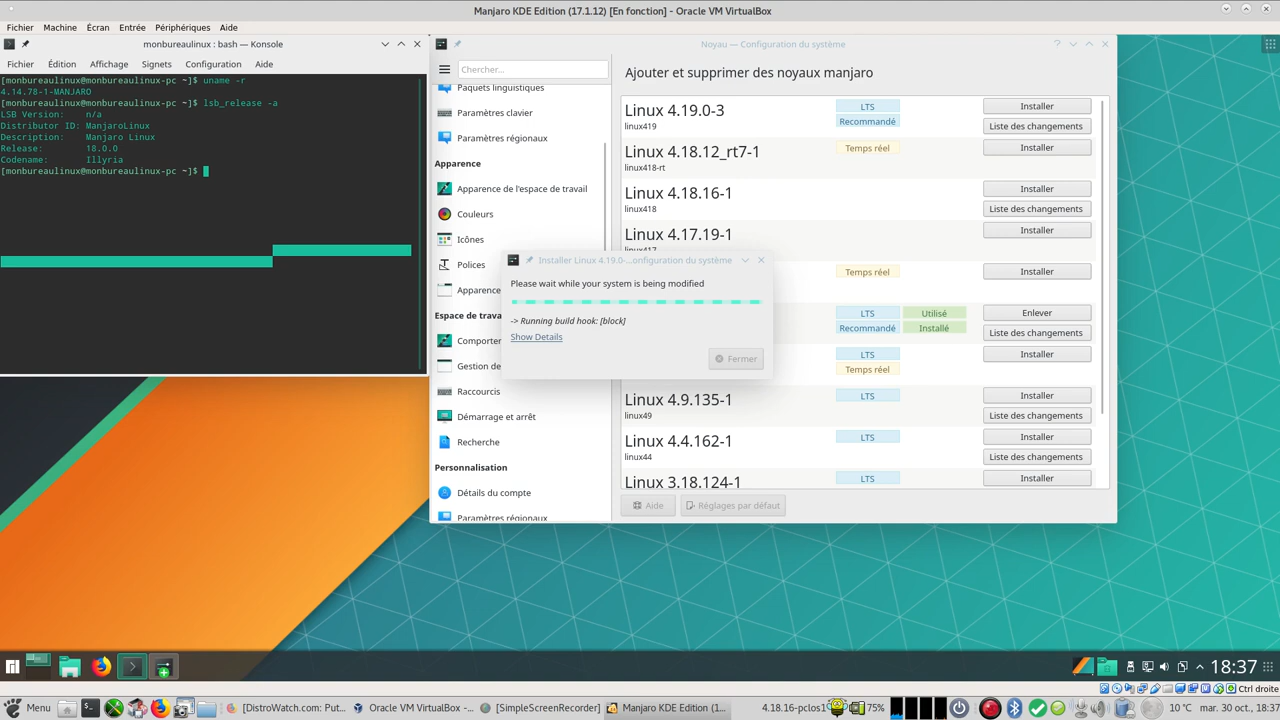 Manjaro KDE Edition (17.1.12) [En fonction] - Oracle VM VirtualBox
Fichier Machine Écran Entrée Périphériques Aide
monbureaulinux : bash — Konsole
Fichier Édition Affichage Signets Configuration Aide
[monbureaulinux@monbureaulinux-pc ~]$ uname -r
4.14.78-1-MANJARO
[monbureaulinux@monbureaulinux-pc ~]$ lsb_release -a
LSB Version: n/a
Distributor ID: ManjaroLinux
Description: Manjaro Linux
Release: 18.0.0
Codename: Illyria
[monbureaulinux@monbureaulinux-pc ~]$
Noyau — Configuration du système
Chercher...
Paquets linguistiques
Paramètres clavier
Paramètres régionaux
Apparence
Apparence de l'espace de travail
Couleurs
Icônes
Polices
Apparence
Espace de trava
Comporter
Gestion de
Raccourcis
Démarrage et arrêt
Recherche
Personnalisation
Détails du compte
Paramètres régionaux
Ajouter et supprimer des noyaux manjaro
Linux 4.19.0-3
linux419
LTS
Recommandé
Installer
Liste des changements
Linux 4.18.12_rt7-1
linux418-rt
Temps réel
Installer
Linux 4.18.16-1
linux418
Installer
Liste des changements
Linux 4.17.19-1
linux417
Installer
Temps réel
Installer
LTS Utilisé
Recommandé Installé
Enlever
Liste des changements
LTS
Temps réel
Installer
Linux 4.9.135-1
linux49
LTS
Installer
Liste des changements
Linux 4.4.162-1
linux44
LTS
Installer
Liste des changements
Linux 3.18.124-1
LTS
Installer
Aide Réglages par défaut
Installer Linux 4.19.0-...onfiguration du système
Please wait while your system is being modified
-> Running build hook: [block]
Show Details
Fermer
18:37
Ctrl droite
Menu [DistroWatch.com: Put... Oracle VM VirtualBox -... [SimpleScreenRecorder] Manjaro KDE Edition (1... 4.18.16-pclos 75% 10 °C mar. 30 oct., 18:37